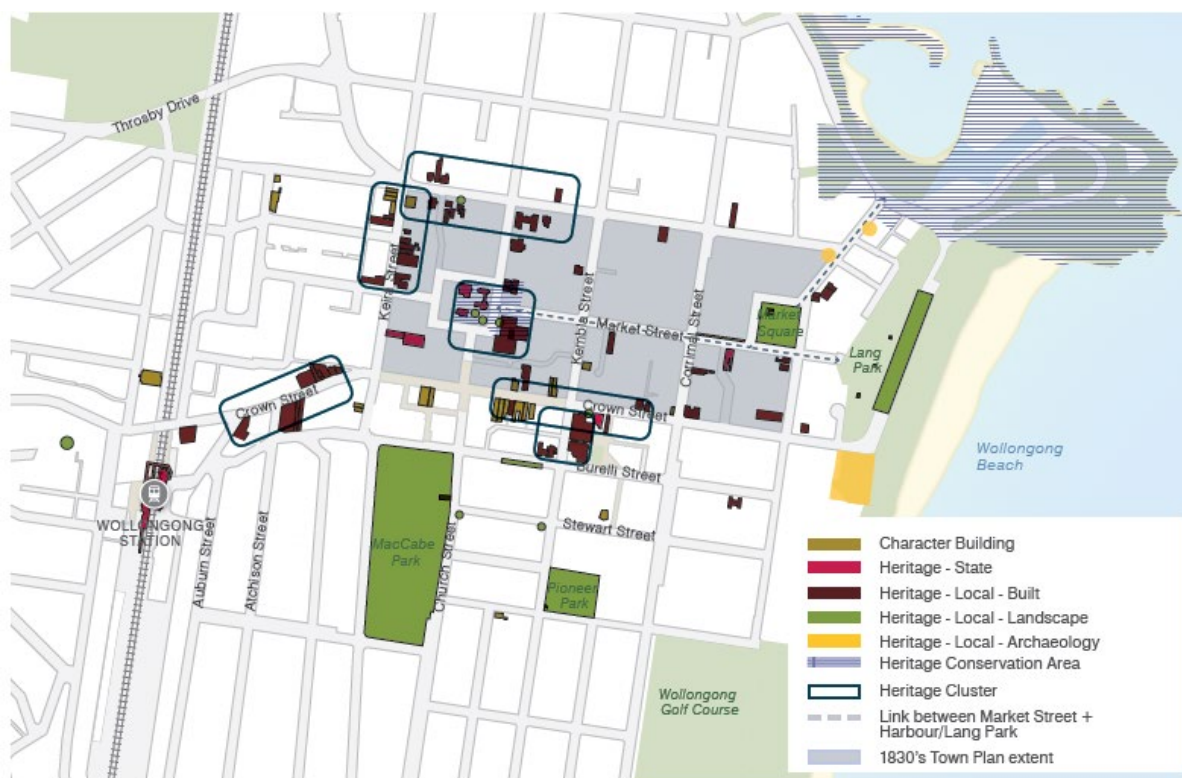 Throsby Drive
Keira Street
Kembla Street
Market Street
Market
Square
Corrimal Street
Lang
Park
Crown Street
Crown Street
Burelli Street
Wollongong
Beach
WOLLONGONG
STATION
Auburn Street
Atchison Street
MacCabe
Park
Church Street
Stewart Street
Pioneer
Park
Wollongong
Golf Course
Character Building
Heritage - State
Heritage - Local - Built
Heritage - Local - Landscape
Heritage - Local - Archaeology
Heritage Conservation Area
Heritage Cluster
Link between Market Street +
Harbour/Lang Park
1830's Town Plan extent